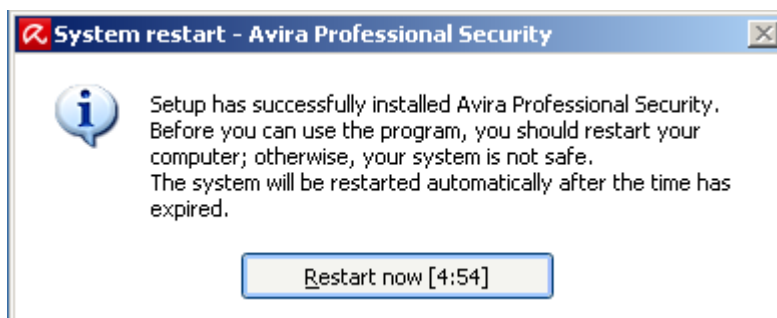 System restart - Avira Professional Security
Setup has successfully installed Avira Professional Security.
Before you can use the program, you should restart your
computer; otherwise, your system is not safe.
The system will be restarted automatically after the time has
expired.
Restart now [4:54]